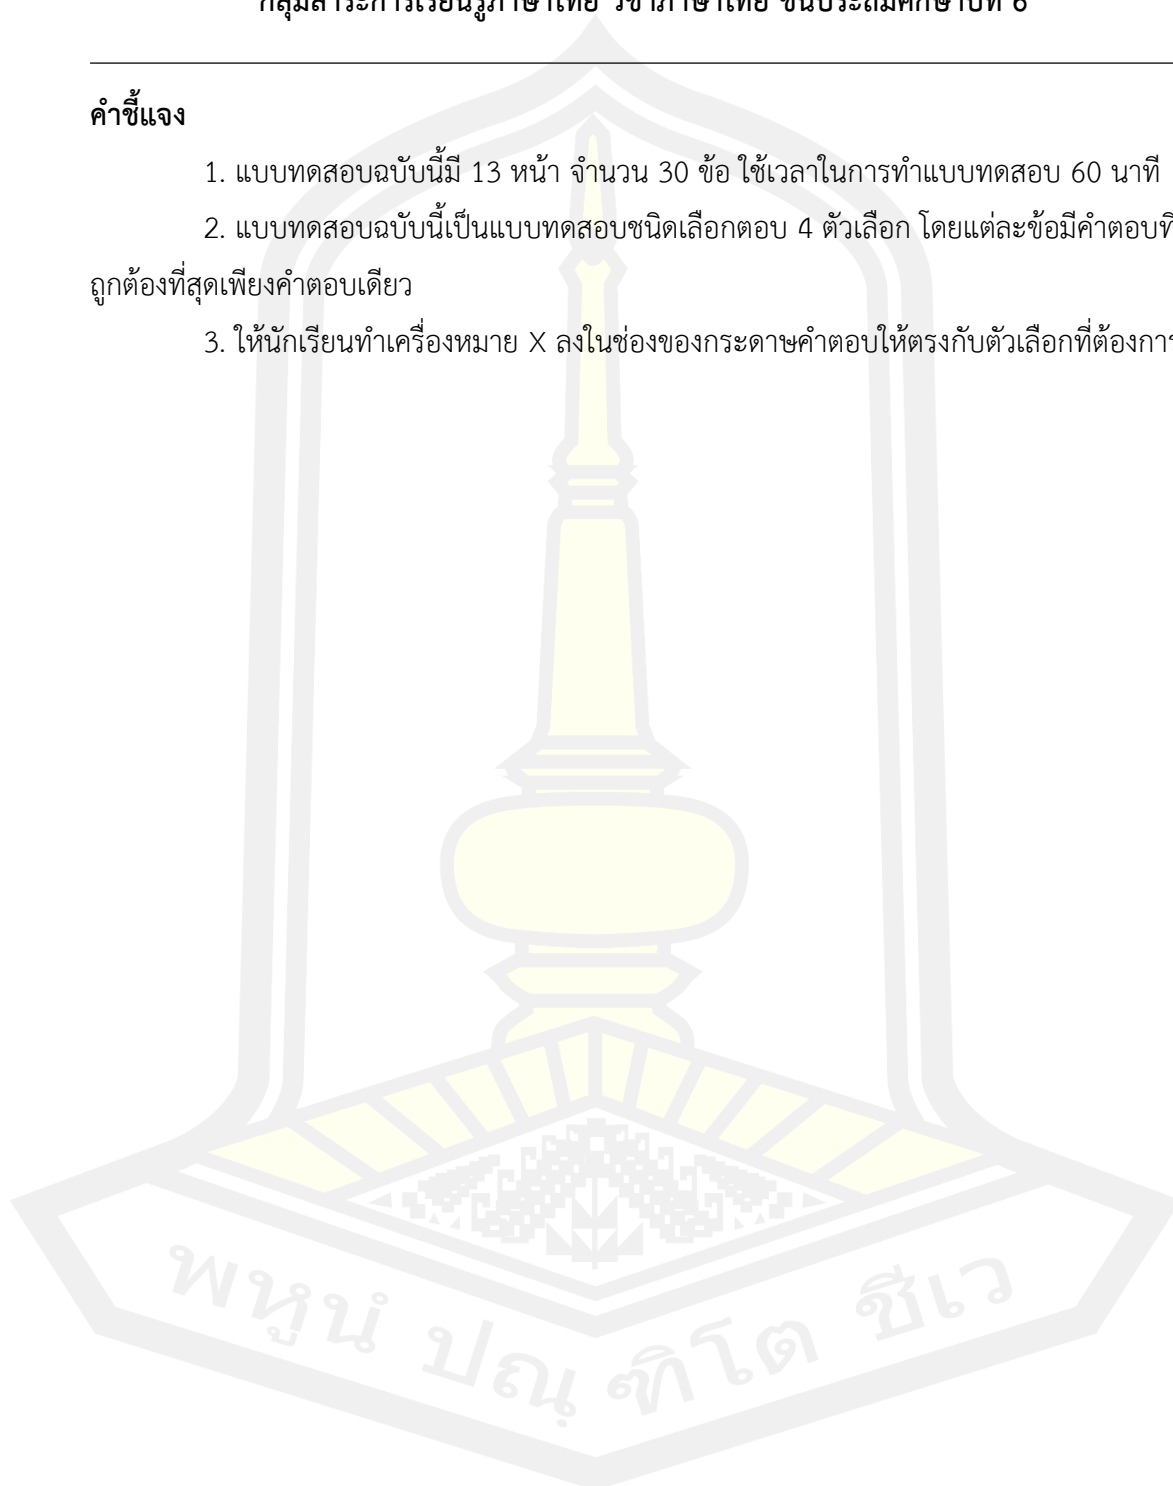 กลุ่มสาระการเรียนรู้ภาษาไทย วิชาภาษาไทย ชั้นประถมศึกษาปีที่ 6
คำชี้แจง
1. แบบทดสอบฉบับนี้มี 13 หน้า จำนวน 30 ข้อ ใช้เวลาในการทำแบบทดสอบ 60 นาที
2. แบบทดสอบฉบับนี้เป็นแบบทดสอบชนิดเลือกตอบ 4 ตัวเลือก โดยแต่ละข้อมีคำตอบที่
ถูกต้องที่สุดเพียงคำตอบเดียว
3. ให้นักเรียนทำเครื่องหมาย X ลงในช่องของกระดาษคำตอบให้ตรงกับตัวเลือกที่ต้องการ
พหูนํ ปณฺ ฑิโต ชีเว